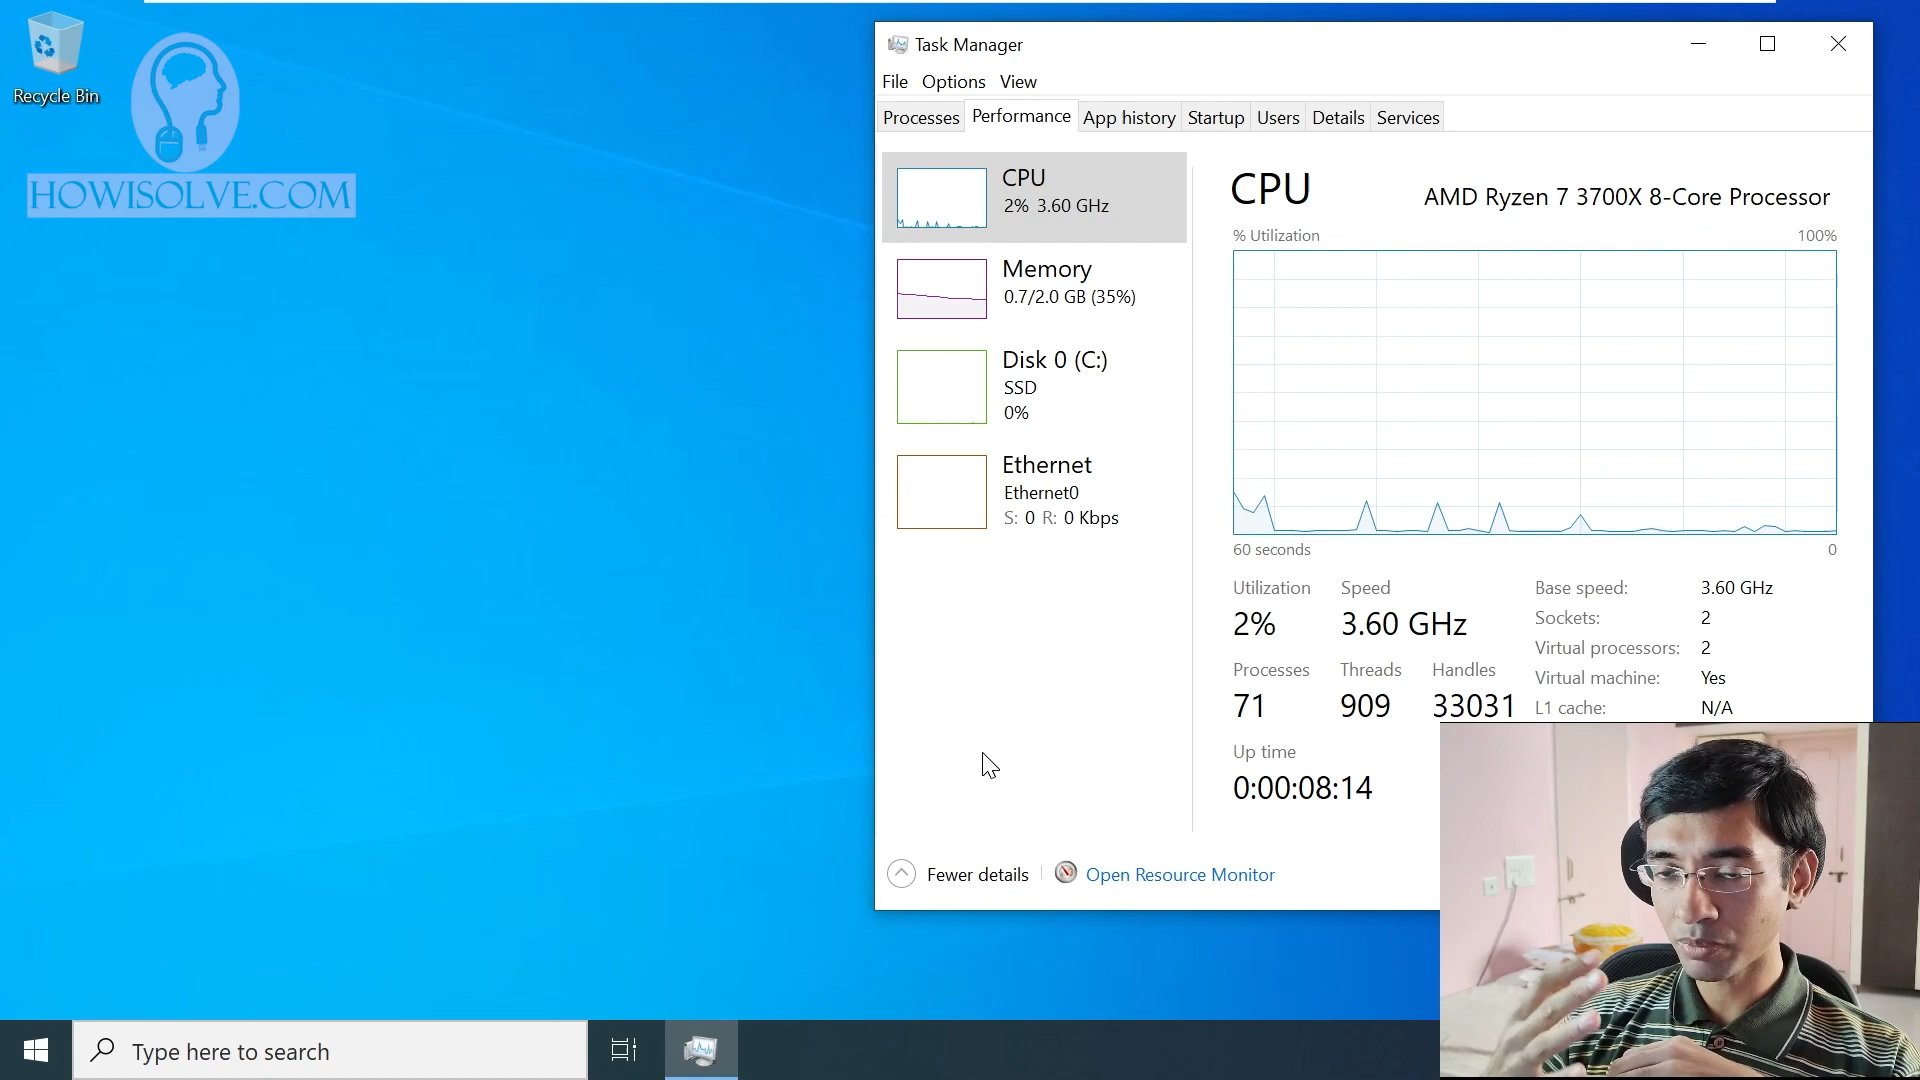 Recycle Bin
HOWISOLVE.COM
Task Manager
File Options View
Processes Performance App history Startup Users Details Services
CPU
2% 3.60 GHz
Memory
0.7/2.0 GB (35%)
Disk 0 (C:)
SSD
0%
Ethernet
Ethernet0
S: 0 R: 0 Kbps
CPU AMD Ryzen 7 3700X 8-Core Processor
% Utilization 100%
60 seconds 0
Utilization Speed
2% 3.60 GHz
Processes Threads Handles
71 909 33031
Up time
0:00:08:14
Base speed: 3.60 GHz
Sockets: 2
Virtual processors: 2
Virtual machine: Yes
L1 cache: N/A
Fewer details Open Resource Monitor
Type here to search